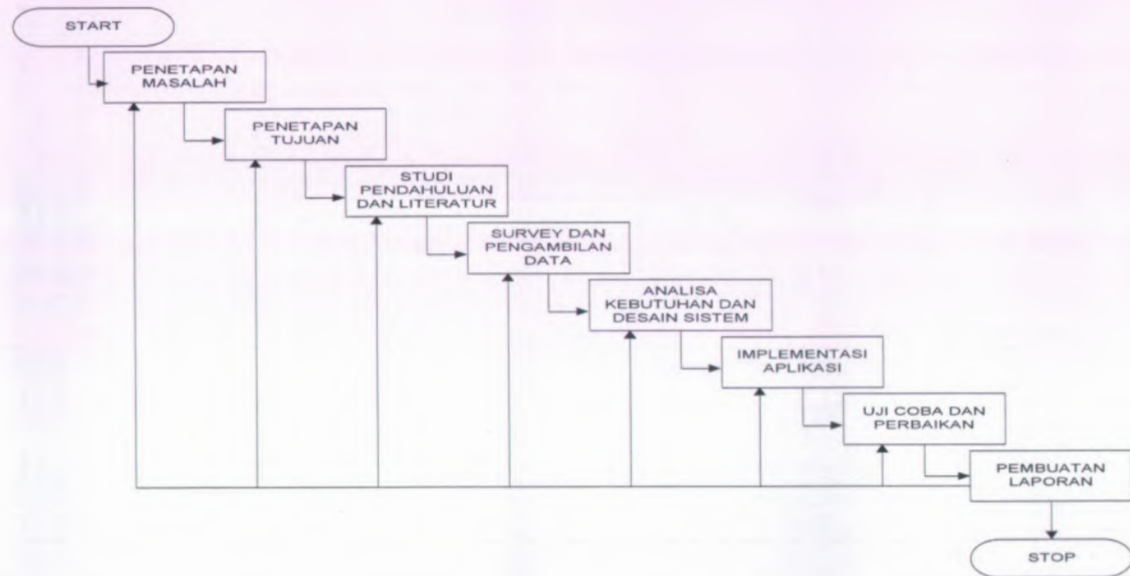 START
PENETAPAN
MASALAH
PENETAPAN
TUJUAN
STUDI
PENDAHULUAN
DAN LITERATUR
SURVEY DAN
PENGAMBILAN
DATA
ANALISA
KEBUTUHAN DAN
DESAIN SISTEM
IMPLEMENTASI
APLIKASI
UJI COBA DAN
PERBAIKAN
PEMBUATAN
LAPORAN
STOP